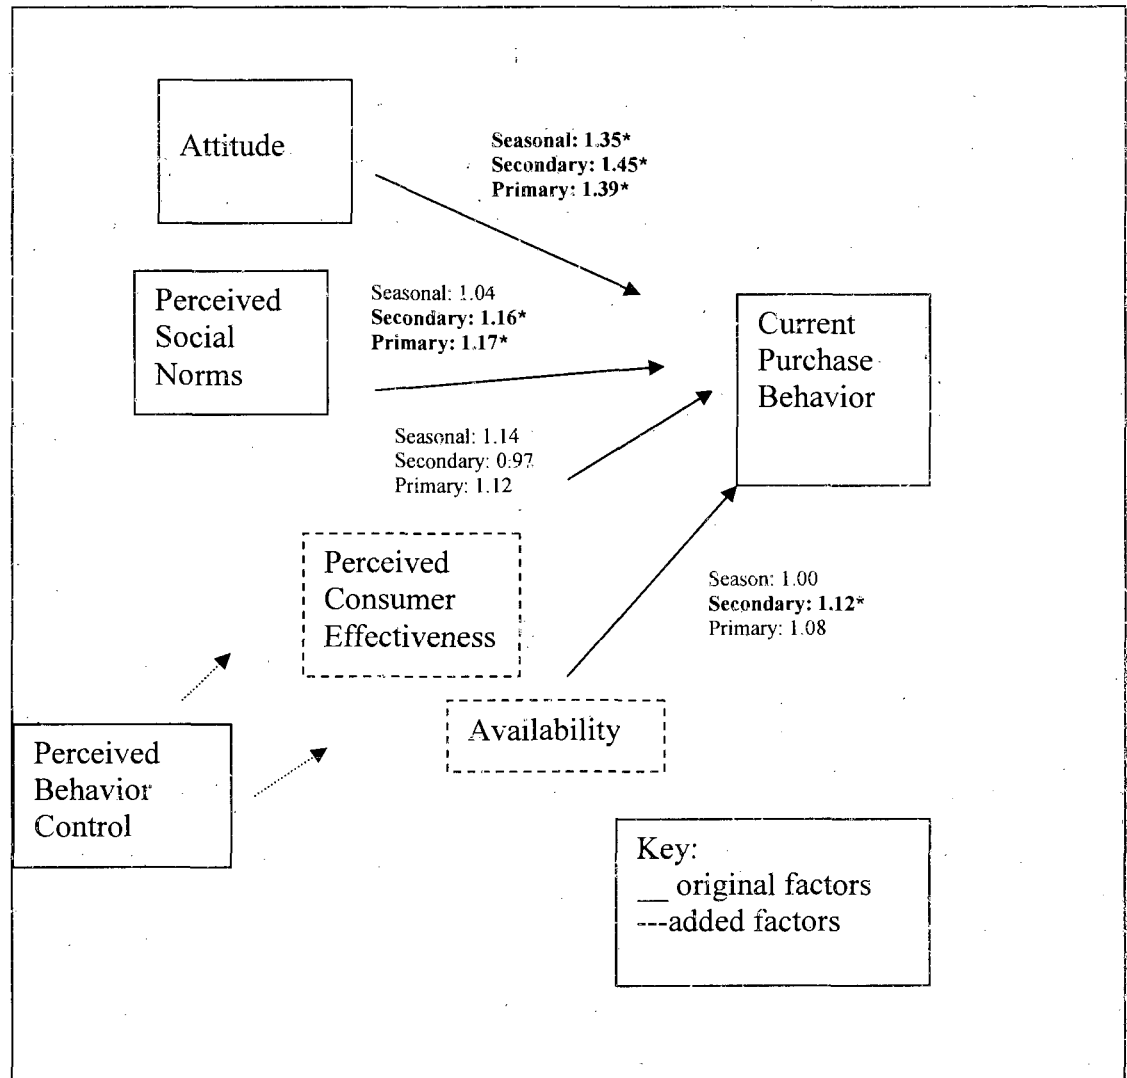 Attitude
Seasonal: 1.35*
Secondary: 1.45*
Primary: 1.39*
Perceived
Social
Norms
Seasonal: 1.04
Secondary: 1.16*
Primary: 1.17*
Current
Purchase
Behavior
Seasonal: 1.14
Secondary: 0.97
Primary: 1.12
Perceived
Consumer
Effectiveness
Season: 1.00
Secondary: 1.12*
Primary: 1.08
Availability
Perceived
Behavior
Control
Key:
__ original factors
---added factors